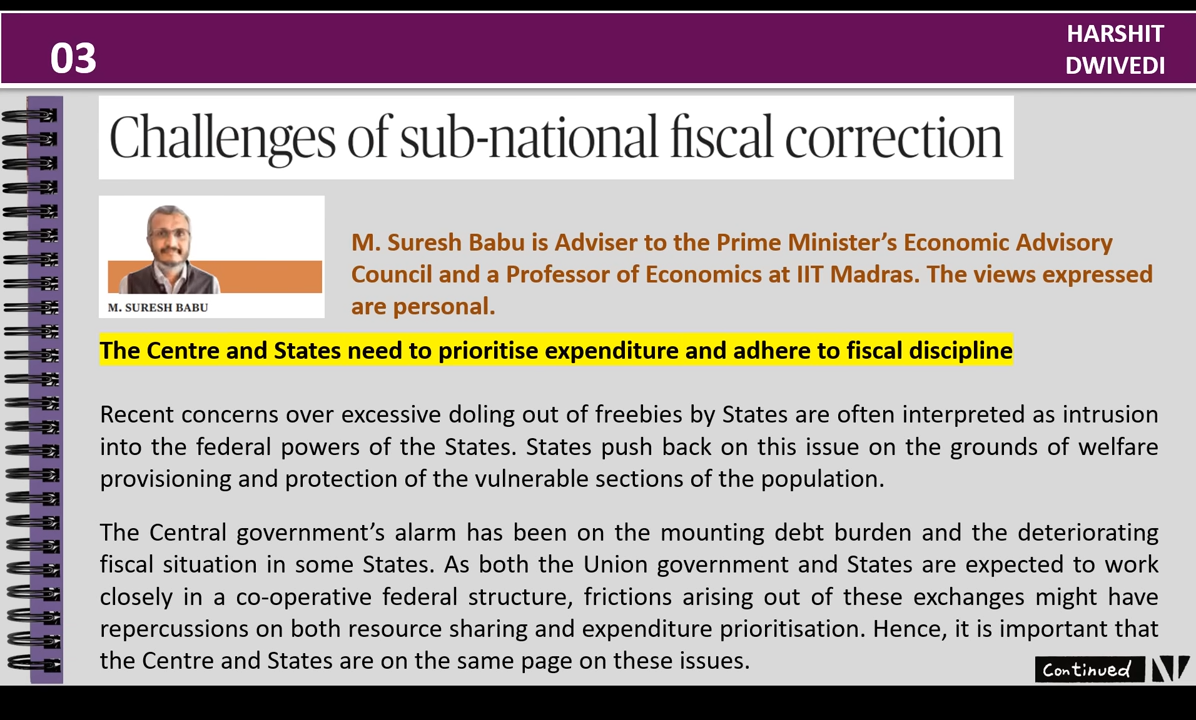 03
HARSHIT
DWIVEDI
Challenges of sub-national fiscal correction
M. SURESH BABU
M. Suresh Babu is Adviser to the Prime Minister’s Economic Advisory
Council and a Professor of Economics at IIT Madras. The views expressed
are personal.
The Centre and States need to prioritise expenditure and adhere to fiscal discipline
Recent concerns over excessive doling out of freebies by States are often interpreted as intrusion
into the federal powers of the States. States push back on this issue on the grounds of welfare
provisioning and protection of the vulnerable sections of the population.
The Central government’s alarm has been on the mounting debt burden and the deteriorating
fiscal situation in some States. As both the Union government and States are expected to work
closely in a co-operative federal structure, frictions arising out of these exchanges might have
repercussions on both resource sharing and expenditure prioritisation. Hence, it is important that
the Centre and States are on the same page on these issues.
Continued